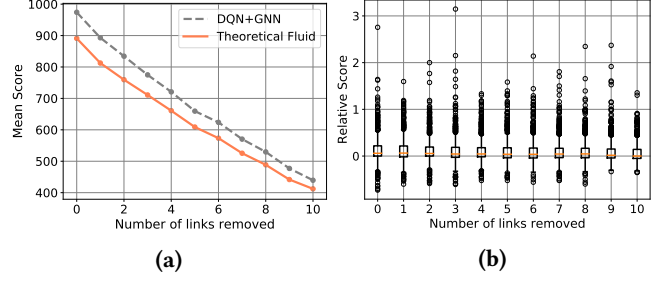 1000
900
800
700
600
500
400
Mean Score
DQN+GNN
Theoretical Fluid
0 2 4 6 8 10
Number of links removed
(a)
3
2
1
0
Relative Score
0 1 2 3 4 5 6 7 8 9 10
Number of links removed
(b)